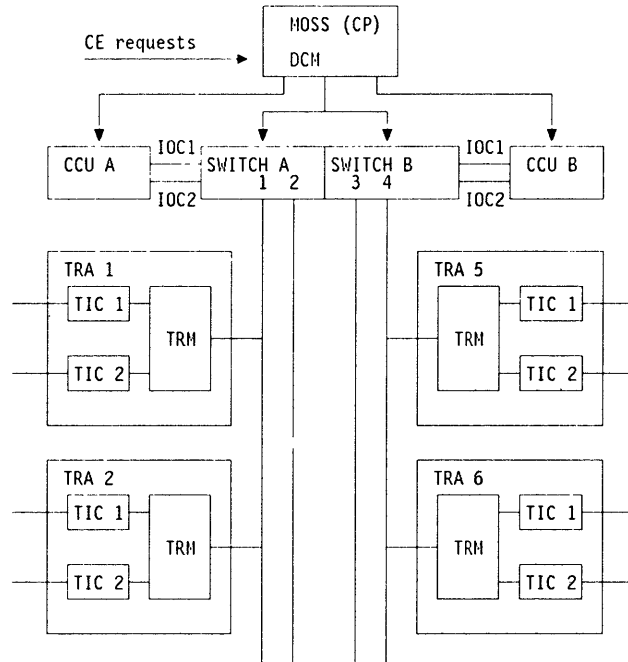 MOSS (CP)
CE requests
DCM
IOC1
IOC1
CCU A
SWITCH A
SWITCH B
CCU B
1 2
3 4
IOC2
IOC2
TRA 1
TRA 5
TIC 1
TIC 1
TRM
TRM
TIC 2
TIC 2
TRA 2
TRA 6
TIC 1
TIC 1
TRM
TRM
TIC 2
TIC 2